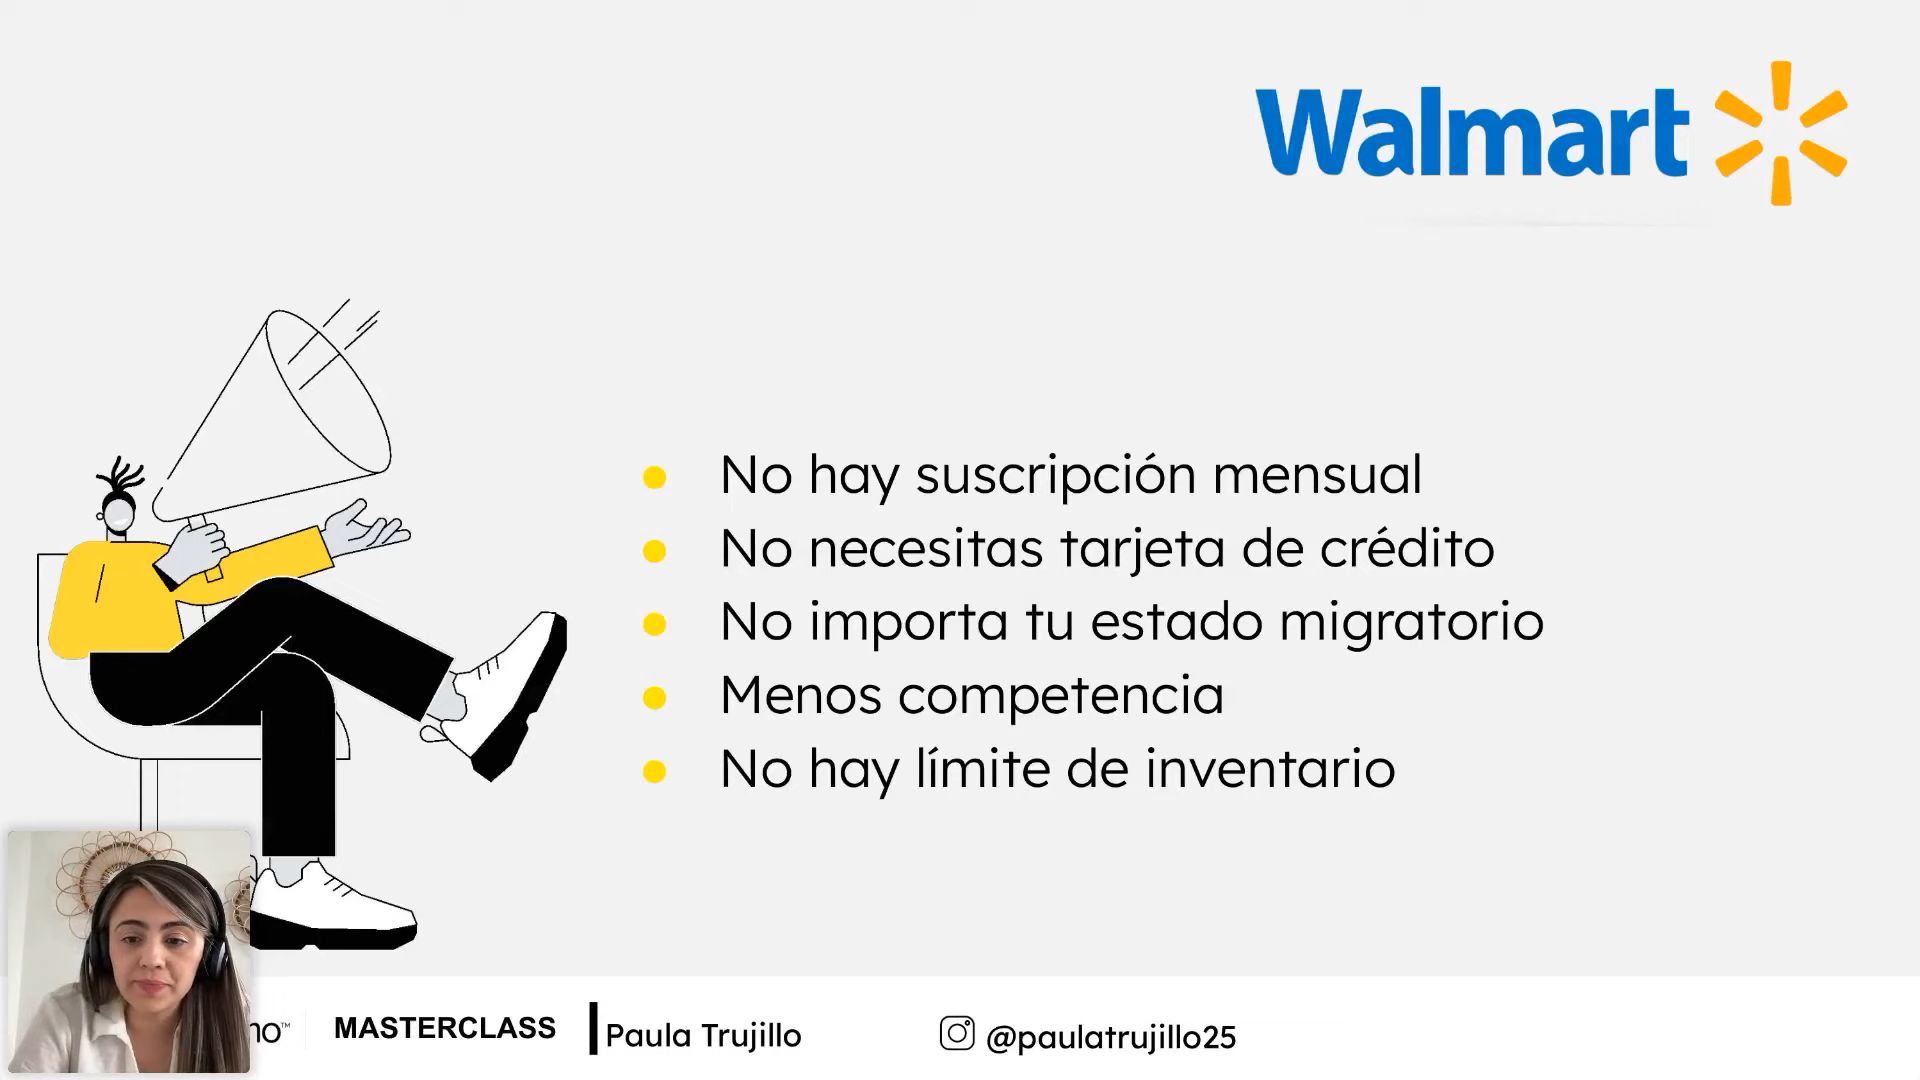 Walmart
No hay suscripción mensual
No necesitas tarjeta de crédito
No importa tu estado migratorio
Menos competencia
No hay límite de inventario
MASTERCLASS
Paula Trujillo
@paulatrujillo25